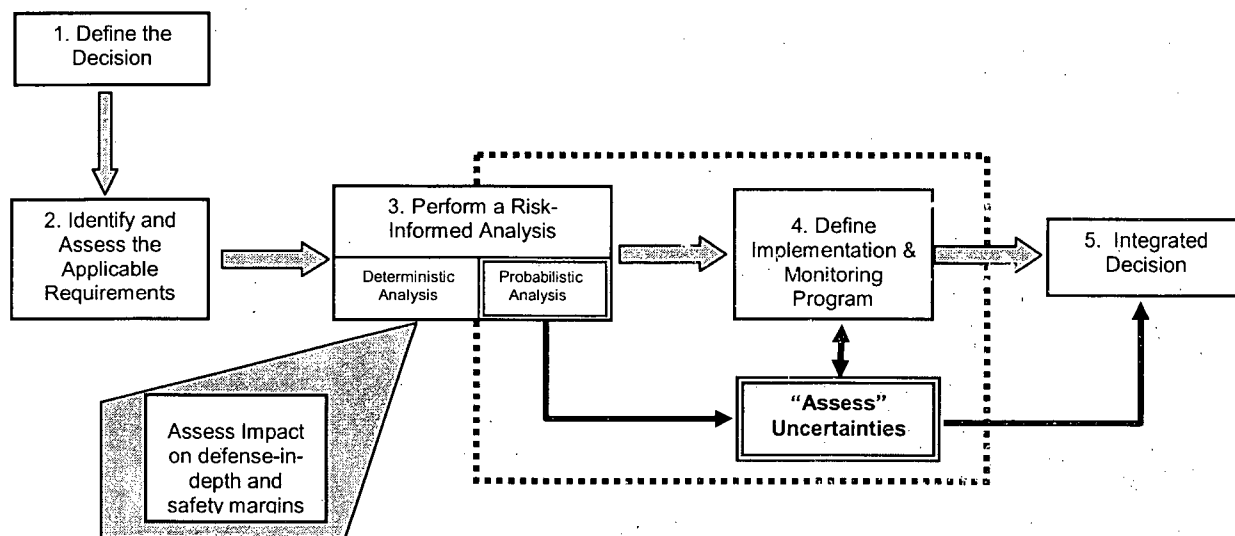 1. Define the
Decision
2. Identify and
Assess the
Applicable
Requirements
3. Perform a Risk-
Informed Analysis
Deterministic
Analysis
Probabilistic
Analysis
Assess Impact
on defense-in-
depth and
safety margins
4. Define
Implementation &
Monitoring
Program
“Assess”
Uncertainties
5. Integrated
Decision